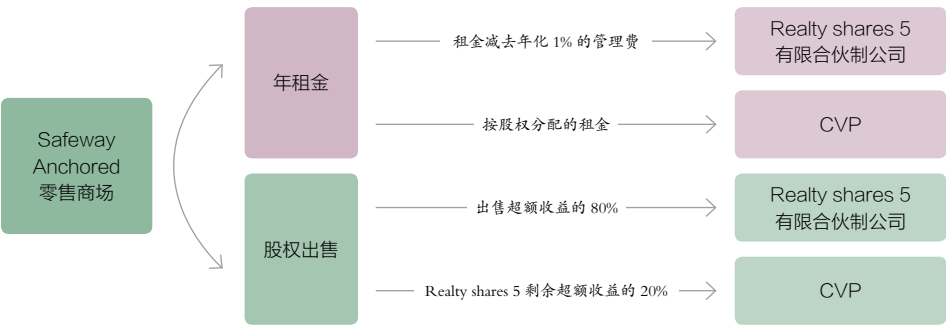 Safeway
Anchored
零售商场
年租金
租金减去年化 1% 的管理费
Realty shares 5
有限合伙制公司
按股权分配的租金
CVP
股权出售
出售超额收益的 80%
Realty shares 5
有限合伙制公司
Realty shares 5 剩余超额收益的 20%
CVP